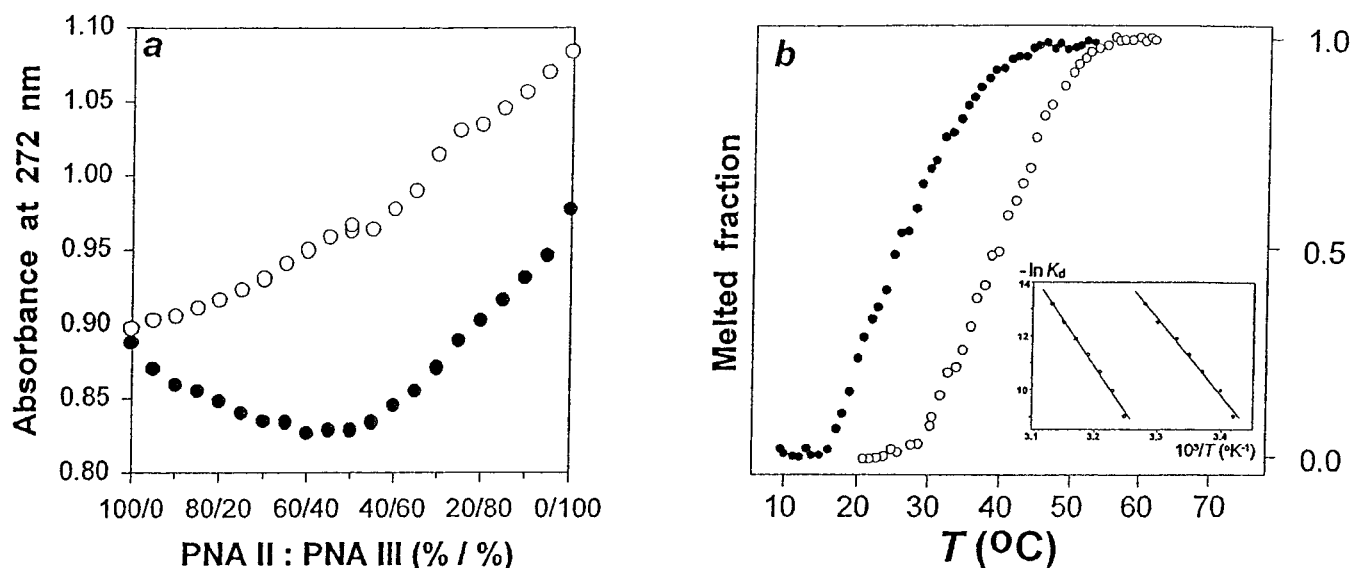 a
Absorbance at 272 nm
1.10
1.05
1.00
0.95
0.90
0.85
0.80
100/0 80/20 60/40 40/60 20/80 0/100
PNA II : PNA III (% / %)
b
Melted fraction
1.0
0.5
0.0
10 20 30 40 50 60 70
T (ºC)
- ln Kd
14
12
10
3.1 3.2 3.3 3.4
10³/T (ºK⁻¹)